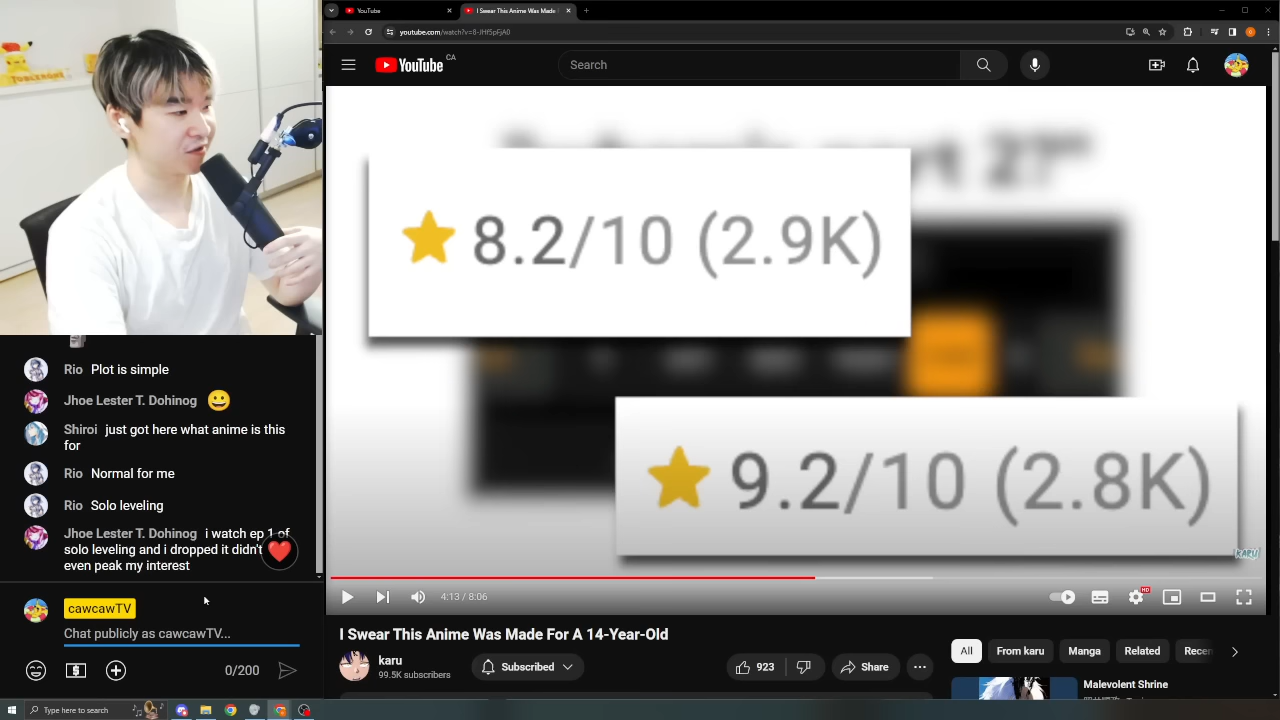 YouTube
I Swear This Anime Was Made
youtube.com/watch?v=
YouTube CA
Search
8.2/10 (2.9K)
9.2/10 (2.8K)
KARU
4:13 / 8:06
HD
I Swear This Anime Was Made For A 14-Year-Old
karu
99.5K subscribers
Subscribed
923
Share
All
From karu
Manga
Related
Recen
Malevolent Shrine
Rio Plot is simple
Jhoe Lester T. Dohinog 😀
Shiroi just got here what anime is this
for
Rio Normal for me
Rio Solo leveling
Jhoe Lester T. Dohinog i watch ep 1 of
solo leveling and i dropped it didn't
even peak my interest
cawcawTV
Chat publicly as cawcawTV...
0/200
Type here to search